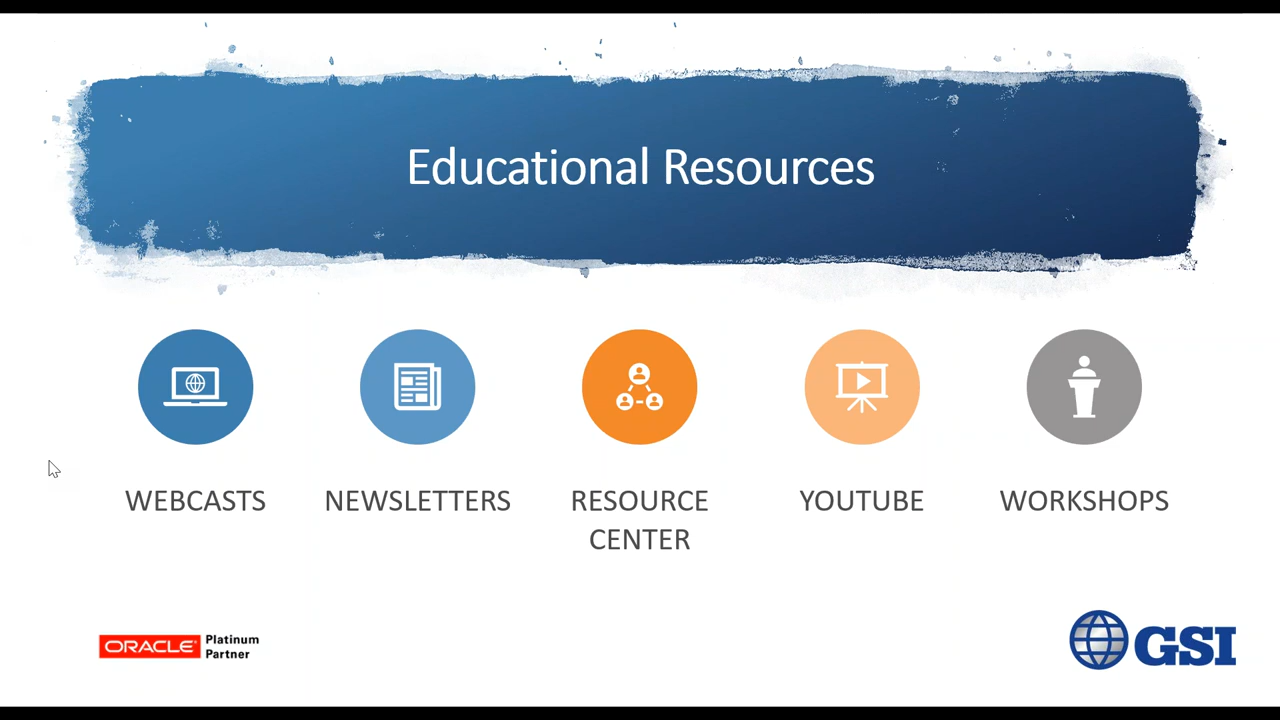 Educational Resources
WEBCASTS
NEWSLETTERS
RESOURCE
CENTER
YOUTUBE
WORKSHOPS
ORACLE Platinum
Partner
GSI